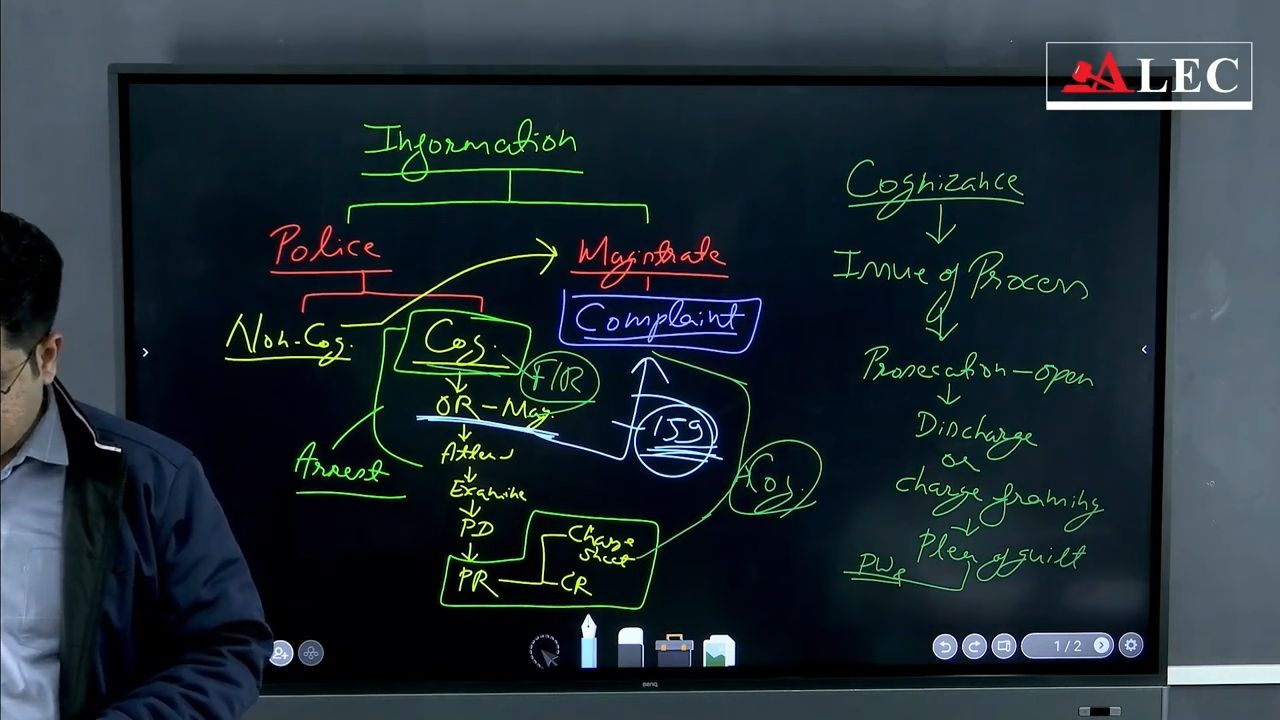 ALEC
Information
Police
Magistrate
Non-Cog.
Cog.
FIR
Complaint
OR - Mag.
159
Arrest
Examine
PD
PR
Charge
Sheet
CR
Cog.
Cognizance
Issue of Process
Prosecution - open
Discharge
or
charge framing
Plea of guilt
PWs
1 / 2
BenQ